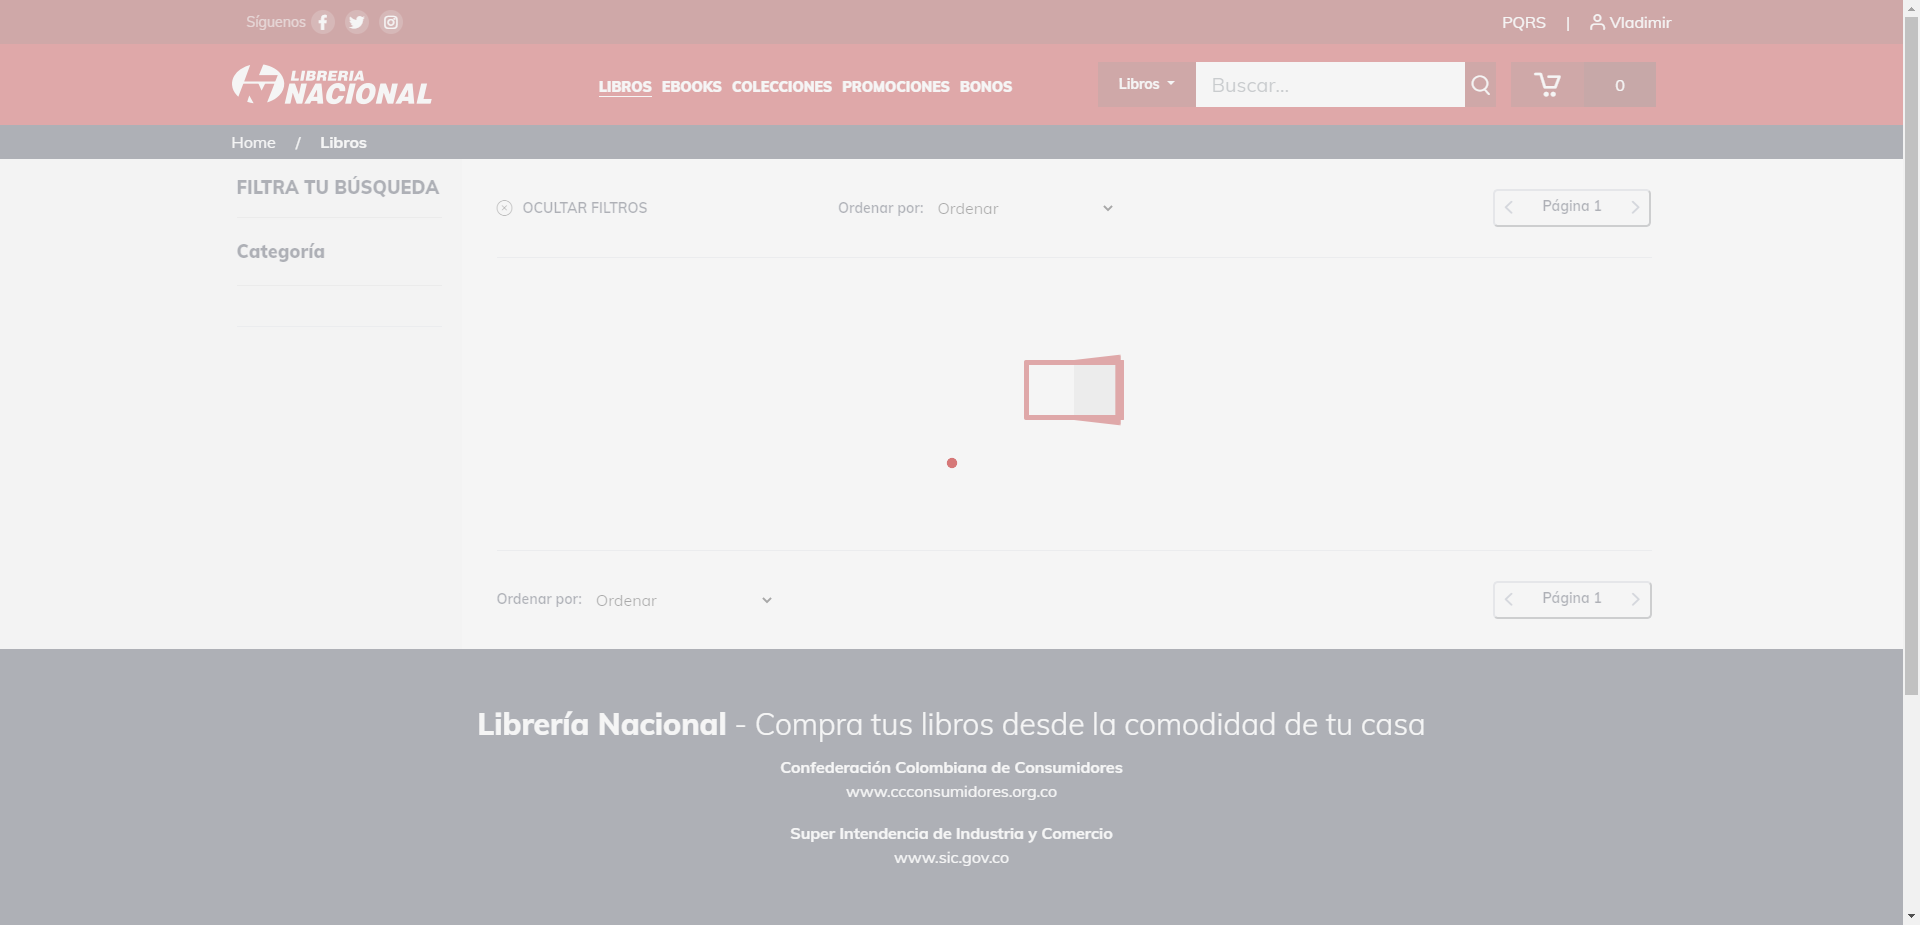 Síguenos
PQRS | Vladimir
LIBRERIA
NACIONAL
LIBROS EBOOKS COLECCIONES PROMOCIONES BONOS
Libros
Buscar...
0
Home / Libros
FILTRA TU BÚSQUEDA
Categoría
OCULTAR FILTROS
Ordenar por: Ordenar
Página 1
Ordenar por: Ordenar
Página 1
Librería Nacional - Compra tus libros desde la comodidad de tu casa
Confederación Colombiana de Consumidores
www.ccconsumidores.org.co
Super Intendencia de Industria y Comercio
www.sic.gov.co